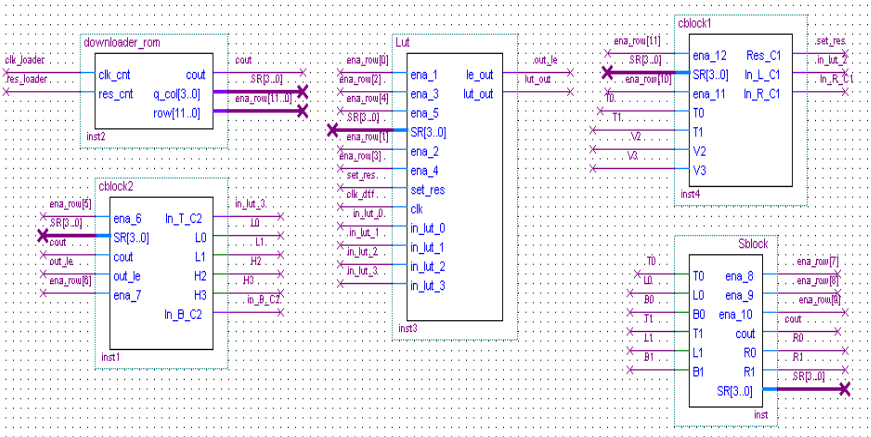 downloader_rom
clk_loader
res_loader
clk_cnt
res_cnt
cout
q_col[3..0]
row[11..0]
cout
SR[3..0]
ena_row[11..0]
inst2
cblock2
ena_row[5]
SR[3..0]
cout
out_le
ena_row[6]
ena_6
SR[3..0]
cout
out_le
ena_7
In_T_C2
L0
L1
H2
H3
In_B_C2
in_lut_3
L0
L1
H2
H3
in_B_C2
inst1
Lut
ena_row[0]
ena_row[2]
ena_row[4]
SR[3..0]
ena_row[1]
ena_row[3]
set_res
clk_dff
in_lut_0
in_lut_1
in_lut_2
in_lut_3
ena_1
ena_3
ena_5
SR[3..0]
ena_2
ena_4
set_res
clk
in_lut_0
in_lut_1
in_lut_2
in_lut_3
le_out
lut_out
out_le
lut_out
inst3
cblock1
ena_row[11]
SR[3..0]
ena_row[10]
T0
T1
V2
V3
ena_12
SR[3..0]
ena_11
T0
T1
V2
V3
Res_C1
In_L_C1
In_R_C1
set_res
in_lut_2
In_R_C1
inst4
Sblock
T0
L0
B0
T1
L1
B1
T0
L0
B0
T1
L1
B1
ena_8
ena_9
ena_10
cout
R0
R1
SR[3..0]
ena_row[7]
ena_row[8]
ena_row[9]
cout
R0
R1
SR[3..0]
inst